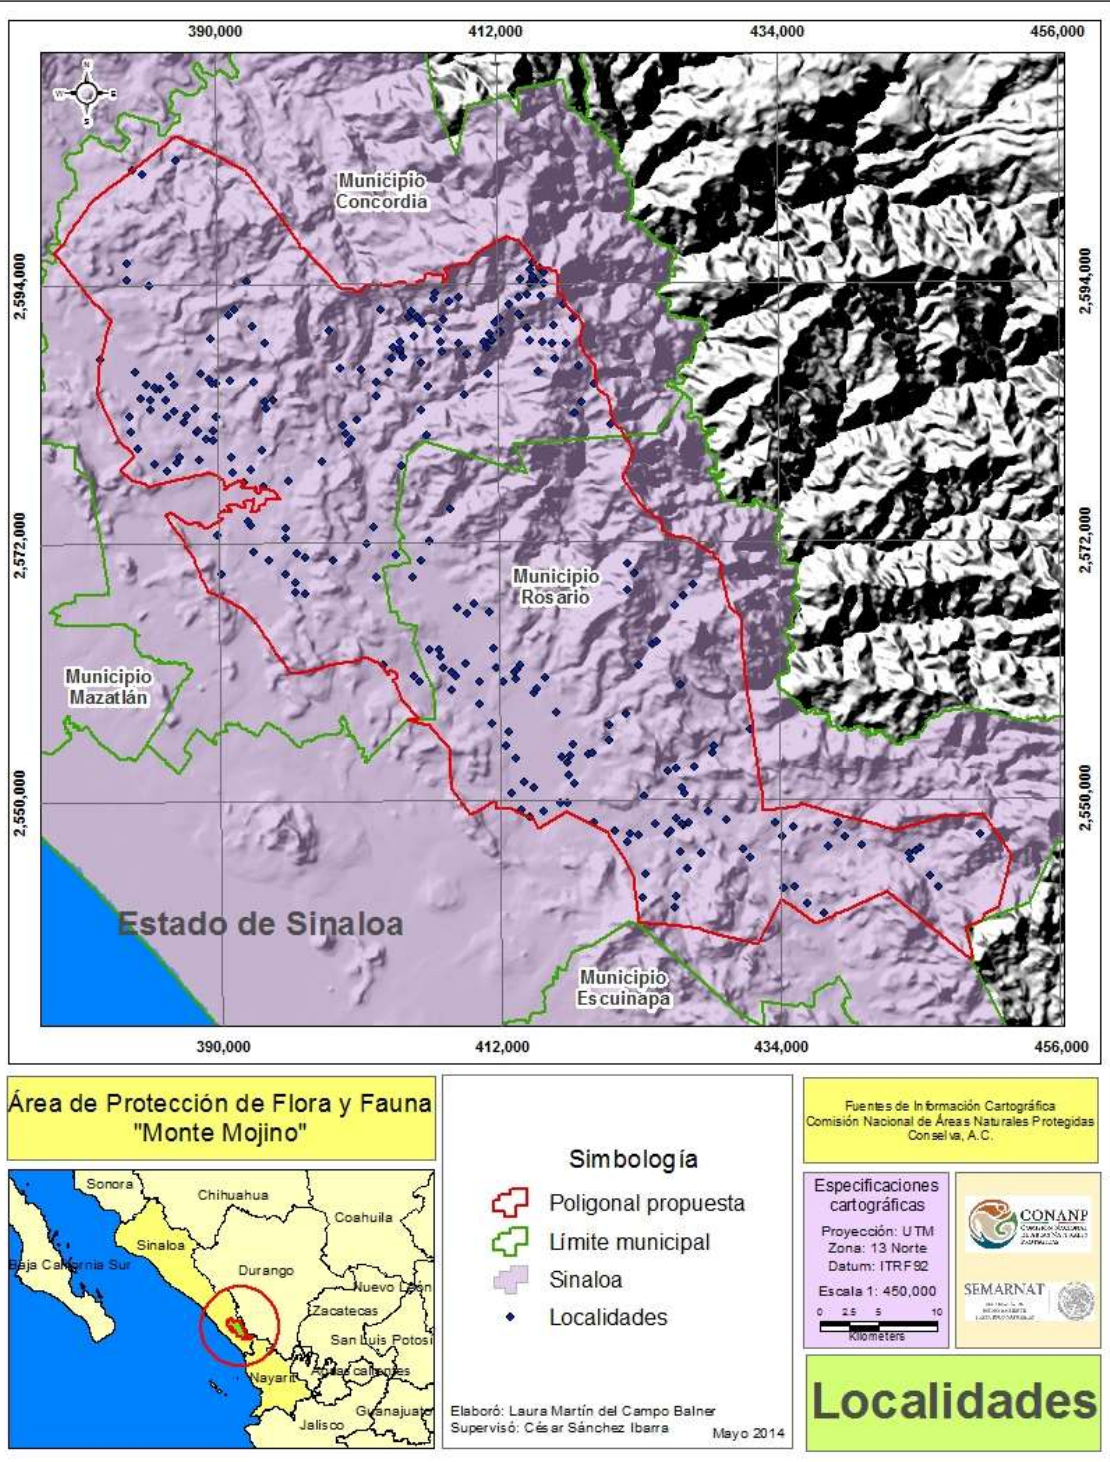 390,000 412,000 434,000 456,000
N
W E
S
Municipio
Concordia
2,594,000 2,594,000
2,572,000 2,572,000
Municipio
Rosario
Municipio
Mazatlán
2,550,000 2,550,000
Estado de Sinaloa
Municipio
Escuinapa
390,000 412,000 434,000 456,000
Área de Protección de Flora y Fauna
"Monte Mojino"
Sonora
Chihuahua
Coahuila
Sinaloa
Baja California Sur
Durango
Nuevo León
Zacatecas
San Luis Potosí
Nayarit
Aguascalientes
Guanajuato
Jalisco
Simbología
Poligonal propuesta
Límite municipal
Sinaloa
Localidades
Elaboró: Laura Martín del Campo Balner
Supervisó: César Sánchez Ibarra
Mayo 2014
Fuentes de Información Cartográfica
Comisión Nacional de Áreas Naturales Protegidas
Conselva, A.C.
Especificaciones
cartográficas
Proyección: UTM
Zona: 13 Norte
Datum: ITRF92
Escala 1: 450,000
0 2.5 5 10
Kilometers
CONANP
COMISIÓN NACIONAL
DE ÁREAS NATURALES
PROTEGIDAS
SEMARNAT
Localidades